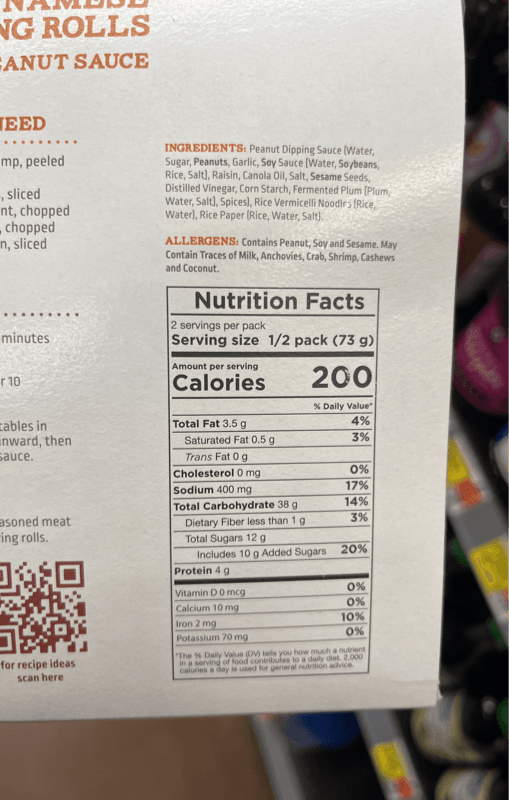 NAMESE
NG ROLLS
EANUT SAUCE
NEED
mp, peeled
, sliced
nt, chopped
, chopped
n, sliced
minutes
r 10
tables in
inward, then
sauce.
asoned meat
ing rolls.
for recipe ideas
scan here
INGREDIENTS: Peanut Dipping Sauce (Water,
Sugar, Peanuts, Garlic, Soy Sauce (Water, Soybeans,
Rice, Salt), Raisin, Canola Oil, Salt, Sesame Seeds,
Distilled Vinegar, Corn Starch, Fermented Plum (Plum,
Water, Salt), Spices), Rice Vermicelli Noodles (Rice,
Water), Rice Paper (Rice, Water, Salt).
ALLERGENS: Contains Peanut, Soy and Sesame. May
Contain Traces of Milk, Anchovies, Crab, Shrimp, Cashews
and Coconut.
Nutrition Facts
2 servings per pack
Serving size 1/2 pack (73 g)
Amount per serving
Calories 200
% Daily Value*
Total Fat 3.5 g 4%
Saturated Fat 0.5 g 3%
Trans Fat 0 g
Cholesterol 0 mg 0%
Sodium 400 mg 17%
Total Carbohydrate 38 g 14%
Dietary Fiber less than 1 g 3%
Total Sugars 12 g
Includes 10 g Added Sugars 20%
Protein 4 g
Vitamin D 0 mcg 0%
Calcium 10 mg 0%
Iron 2 mg 10%
Potassium 70 mg 0%
*The % Daily Value (DV) tells you how much a nutrient
in a serving of food contributes to a daily diet. 2,000
calories a day is used for general nutrition advice.